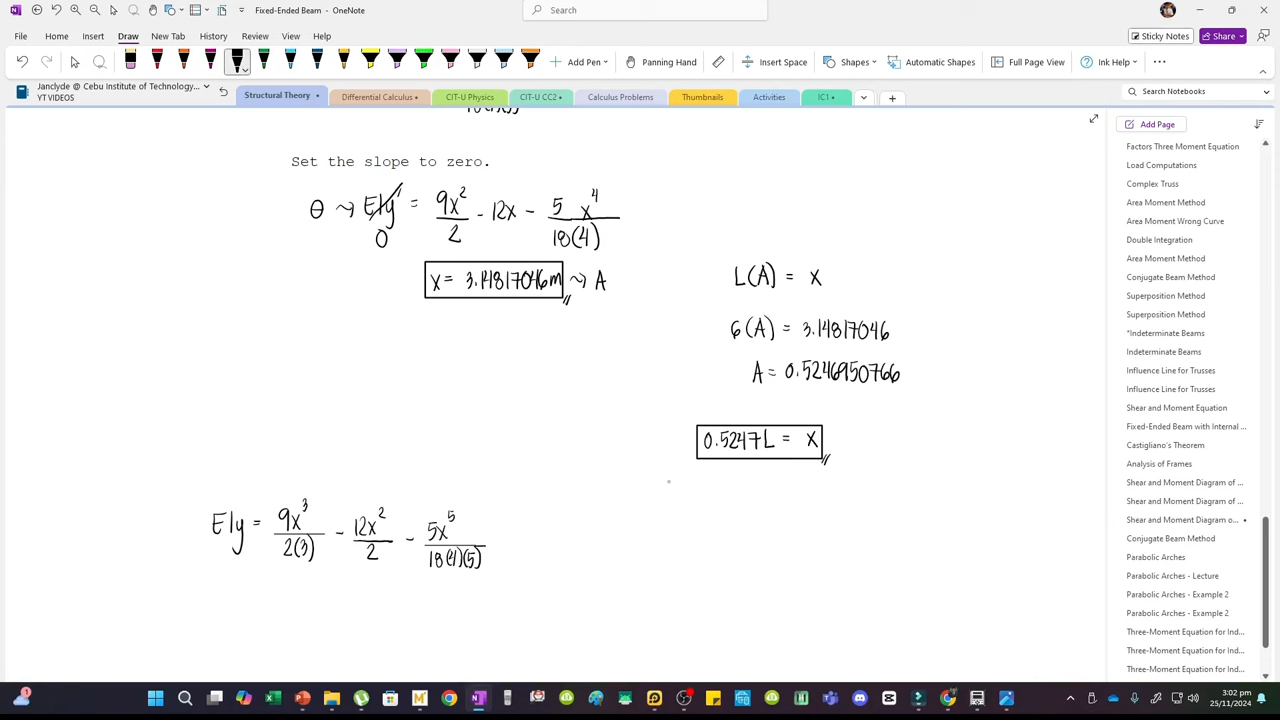 Fixed-Ended Beam - OneNote
Search
File Home Insert Draw New Tab History Review View Help
Sticky Notes Share
Add Pen Panning Hand Insert Space Shapes Automatic Shapes Full Page View Ink Help
Janclyde @ Cebu Institute of Technology...
YT VIDEOS
Structural Theory Differential Calculus CIT-U Physics CIT-U CC2 Calculus Problems Thumbnails Activities IC1
Search Notebooks
Add Page
Set the slope to zero.
θ ~> EIy' = 9x²/2 - 12x - 5x⁴/18(4)
0
x = 3.14817046m ~> A
L(A) = x
6(A) = 3.14817046
A = 0.5246950766
0.5247L = x
EIy = 9x³/2(3) - 12x²/2 - 5x⁵/18(4)(5)
Factors Three Moment Equation
Load Computations
Complex Truss
Area Moment Method
Area Moment Wrong Curve
Double Integration
Area Moment Method
Conjugate Beam Method
Superposition Method
Superposition Method
*Indeterminate Beams
Indeterminate Beams
Influence Line for Trusses
Influence Line for Trusses
Shear and Moment Equation
Fixed-Ended Beam with Internal ...
Castigliano's Theorem
Analysis of Frames
Shear and Moment Diagram of ...
Shear and Moment Diagram of ...
Shear and Moment Diagram o...
Conjugate Beam Method
Parabolic Arches
Parabolic Arches - Lecture
Parabolic Arches - Example 2
Parabolic Arches - Example 2
Three-Moment Equation for Ind...
Three-Moment Equation for Ind...
Three-Moment Equation for Ind...
3:02 pm
25/11/2024